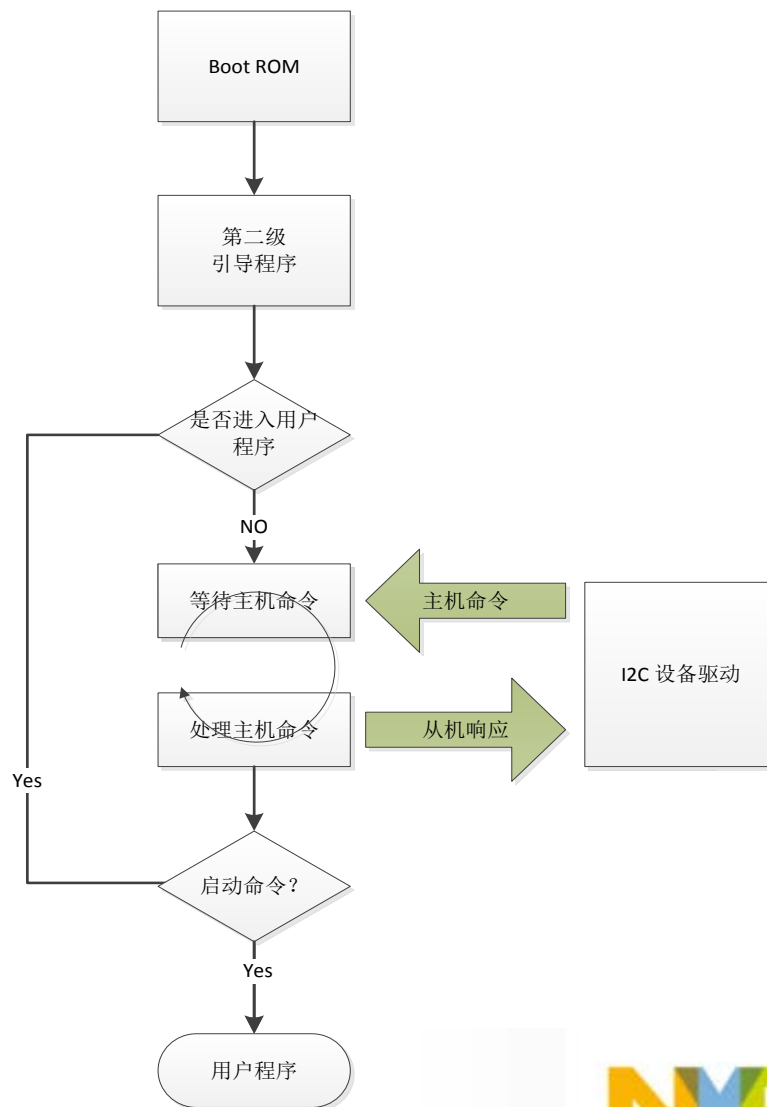 Boot ROM
第二级
引导程序
是否进入用户
程序
NO
等待主机命令
主机命令
I2C 设备驱动
处理主机命令
从机响应
Yes
启动命令？
Yes
用户程序